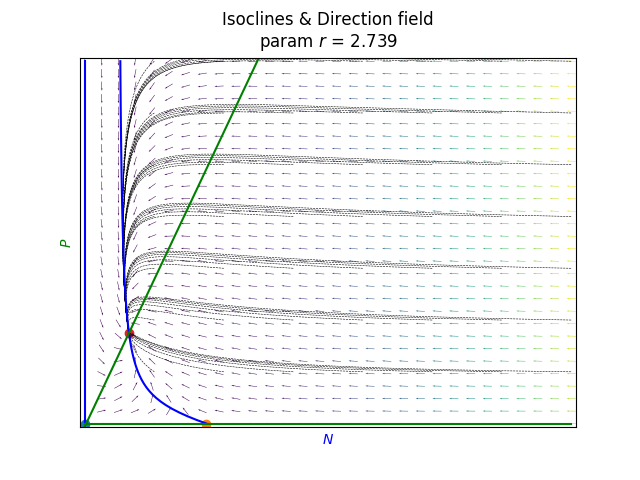 Isoclines & Direction field
param r = 2.739
P
N